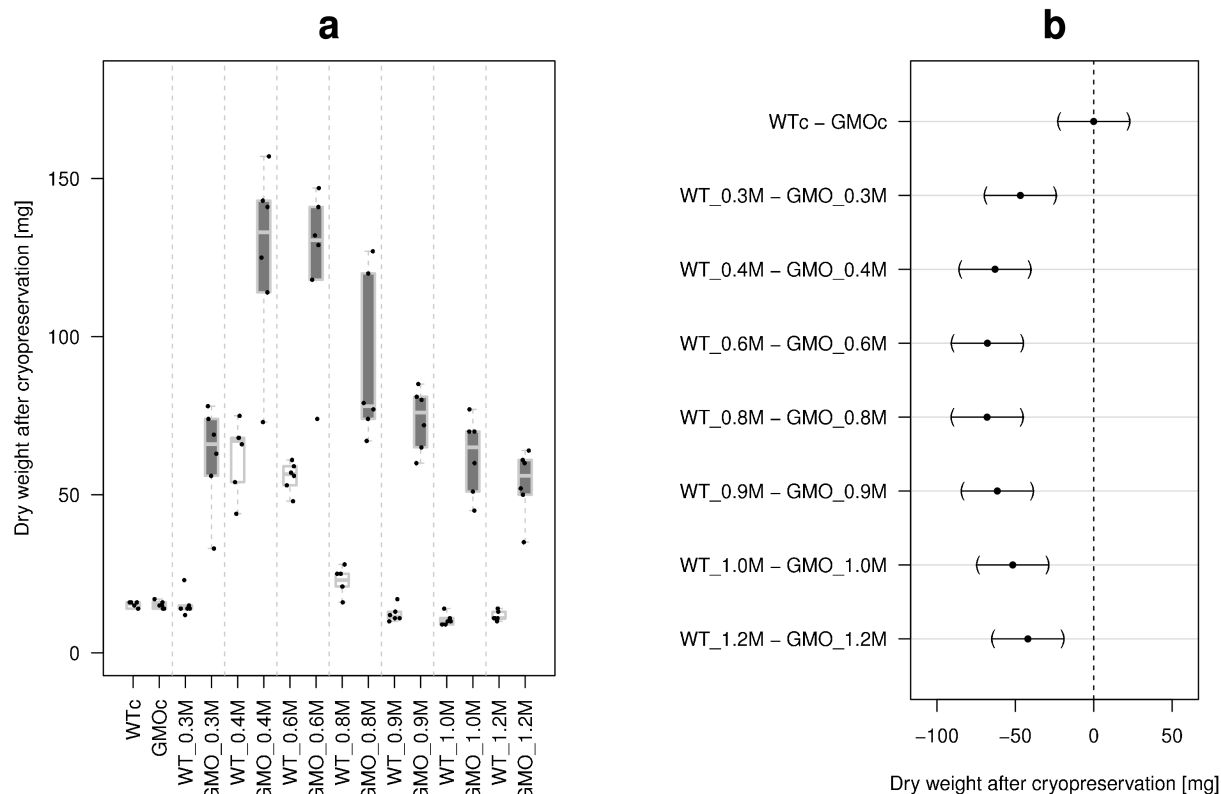 a
b
Dry weight after cryopreservation [mg]
150
100
50
0
WTc
GMOc
WT_0.3M
GMO_0.3M
WT_0.4M
GMO_0.4M
WT_0.6M
GMO_0.6M
WT_0.8M
GMO_0.8M
WT_0.9M
GMO_0.9M
WT_1.0M
GMO_1.0M
WT_1.2M
GMO_1.2M
WTc − GMOc
WT_0.3M − GMO_0.3M
WT_0.4M − GMO_0.4M
WT_0.6M − GMO_0.6M
WT_0.8M − GMO_0.8M
WT_0.9M − GMO_0.9M
WT_1.0M − GMO_1.0M
WT_1.2M − GMO_1.2M
−100 −50 0 50
Dry weight after cryopreservation [mg]